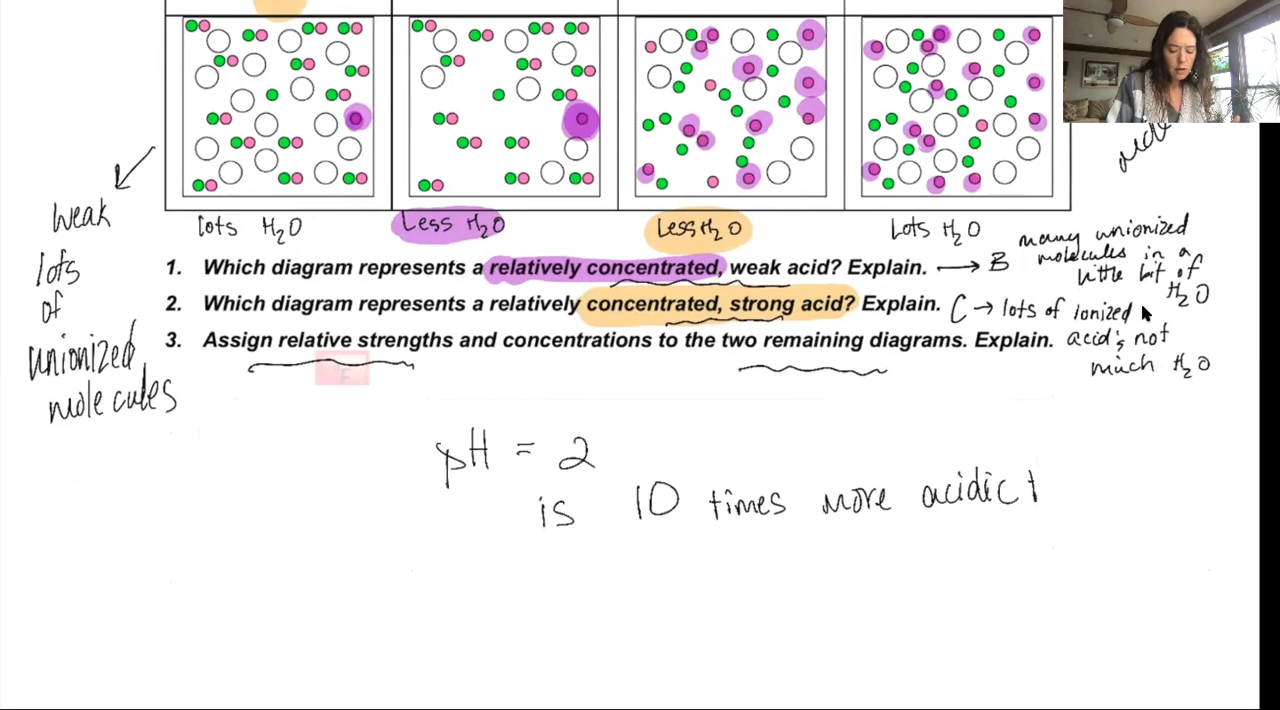 lots H2O
Less H2O
Less H2O
Lots H2O
weak
lots
of
unionized
molecules
1. Which diagram represents a relatively concentrated, weak acid? Explain. → B
many unionized
molecules in a
little bit of
H2O
2. Which diagram represents a relatively concentrated, strong acid? Explain. C → lots of ionized
acid; not
much H2O
3. Assign relative strengths and concentrations to the two remaining diagrams. Explain.
pH = 2
is 10 times more acidic t